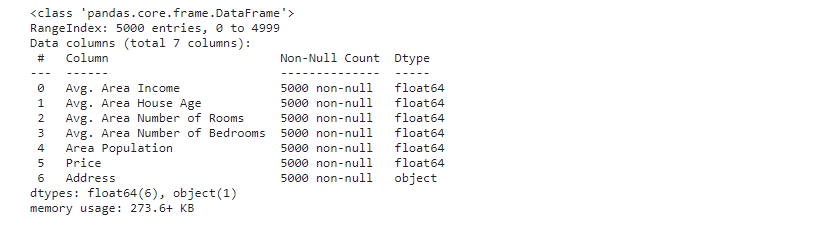 <class 'pandas.core.frame.DataFrame'>
RangeIndex: 5000 entries, 0 to 4999
Data columns (total 7 columns):
 #   Column                        Non-Null Count  Dtype
---  ------                        --------------  -----
 0   Avg. Area Income              5000 non-null   float64
 1   Avg. Area House Age           5000 non-null   float64
 2   Avg. Area Number of Rooms     5000 non-null   float64
 3   Avg. Area Number of Bedrooms  5000 non-null   float64
 4   Area Population               5000 non-null   float64
 5   Price                         5000 non-null   float64
 6   Address                       5000 non-null   object
dtypes: float64(6), object(1)
memory usage: 273.6+ KB